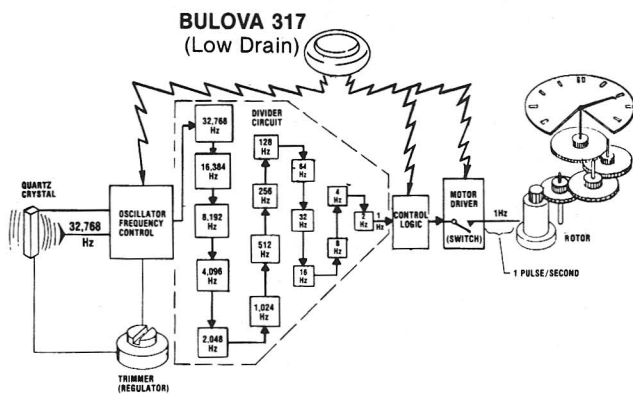 BULOVA 317
(Low Drain)
QUARTZ
CRYSTAL
32,768
Hz
OSCILLATOR
FREQUENCY
CONTROL
TRIMMER
(REGULATOR)
DIVIDER
CIRCUIT
32,768
Hz
16,384
Hz
8,192
Hz
4,096
Hz
2,048
Hz
1,024
Hz
512
Hz
256
Hz
128
Hz
64
Hz
32
Hz
16
Hz
8
Hz
4
Hz
2
Hz
1
Hz
CONTROL
LOGIC
MOTOR
DRIVER
(SWITCH)
1Hz
1 PULSE/SECOND
ROTOR
60